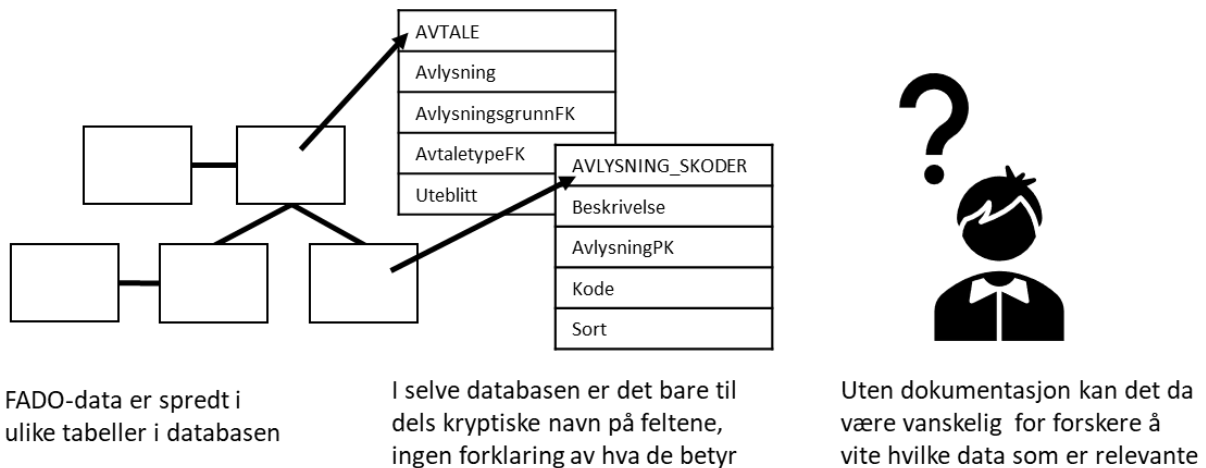 AVTALE
Avlysning
AvlysningsgrunnFK
AvtaletypeFK
Uteblitt
AVLYSNING_SKODER
Beskrivelse
AvlysningPK
Kode
Sort
?
FADO-data er spredt i
ulike tabeller i databasen
I selve databasen er det bare til
dels kryptiske navn på feltene,
ingen forklaring av hva de betyr
Uten dokumentasjon kan det da
være vanskelig  for forskere å
vite hvilke data som er relevante